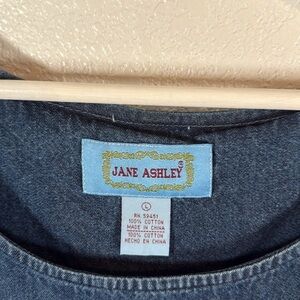 JANE ASHLEY®
L
RN 59451
100% COTTON
MADE IN CHINA
100% COTTON
HECHO EN CHINA